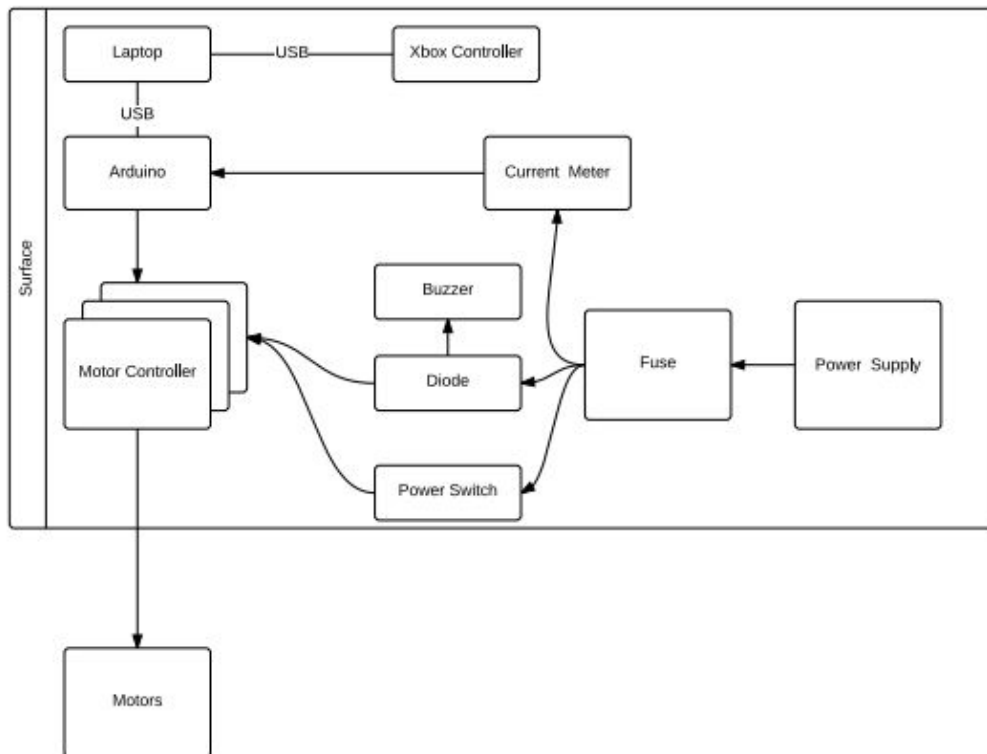 Laptop
USB
Xbox Controller
USB
Arduino
Current Meter
Surface
Buzzer
Motor Controller
Diode
Fuse
Power Supply
Power Switch
Motors